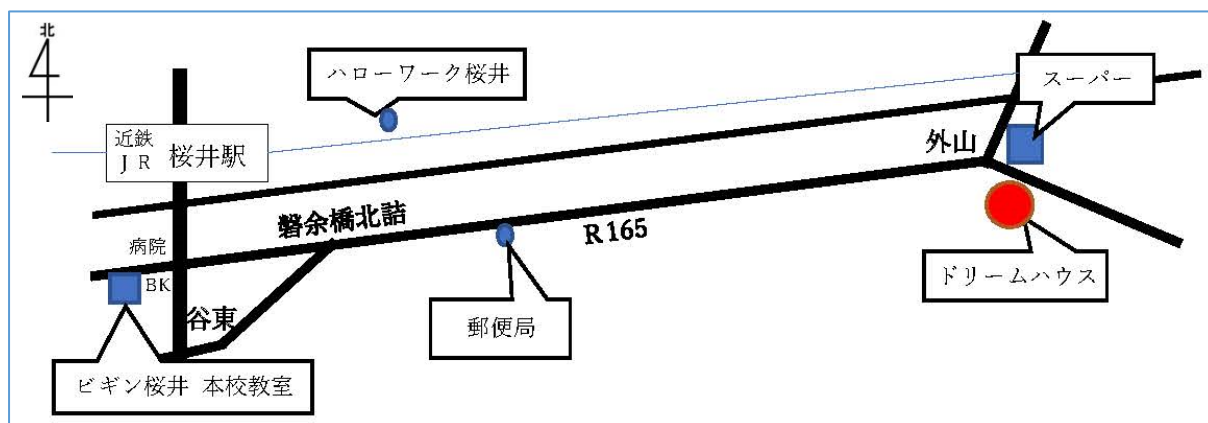 北
ハローワーク桜井
スーパー
近鉄
ＪＲ 桜井駅
外山
磐余橋北詰
R165
病院
BK
ドリームハウス
谷東
郵便局
ビギン桜井 本校教室